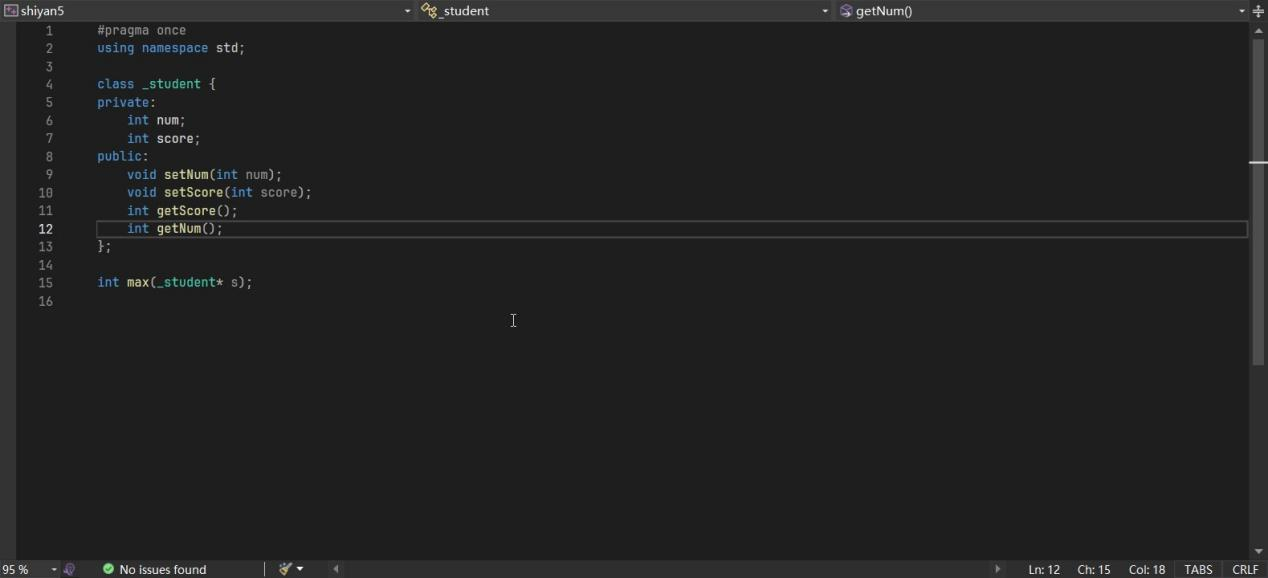 shiyan5 _student getNum()
1 #pragma once
2 using namespace std;
3
4 class _student {
5 private:
6 int num;
7 int score;
8 public:
9 void setNum(int num);
10 void setScore(int score);
11 int getScore();
12 int getNum();
13 };
14
15 int max(_student* s);
16
95 % No issues found Ln: 12 Ch: 15 Col: 18 TABS CRLF